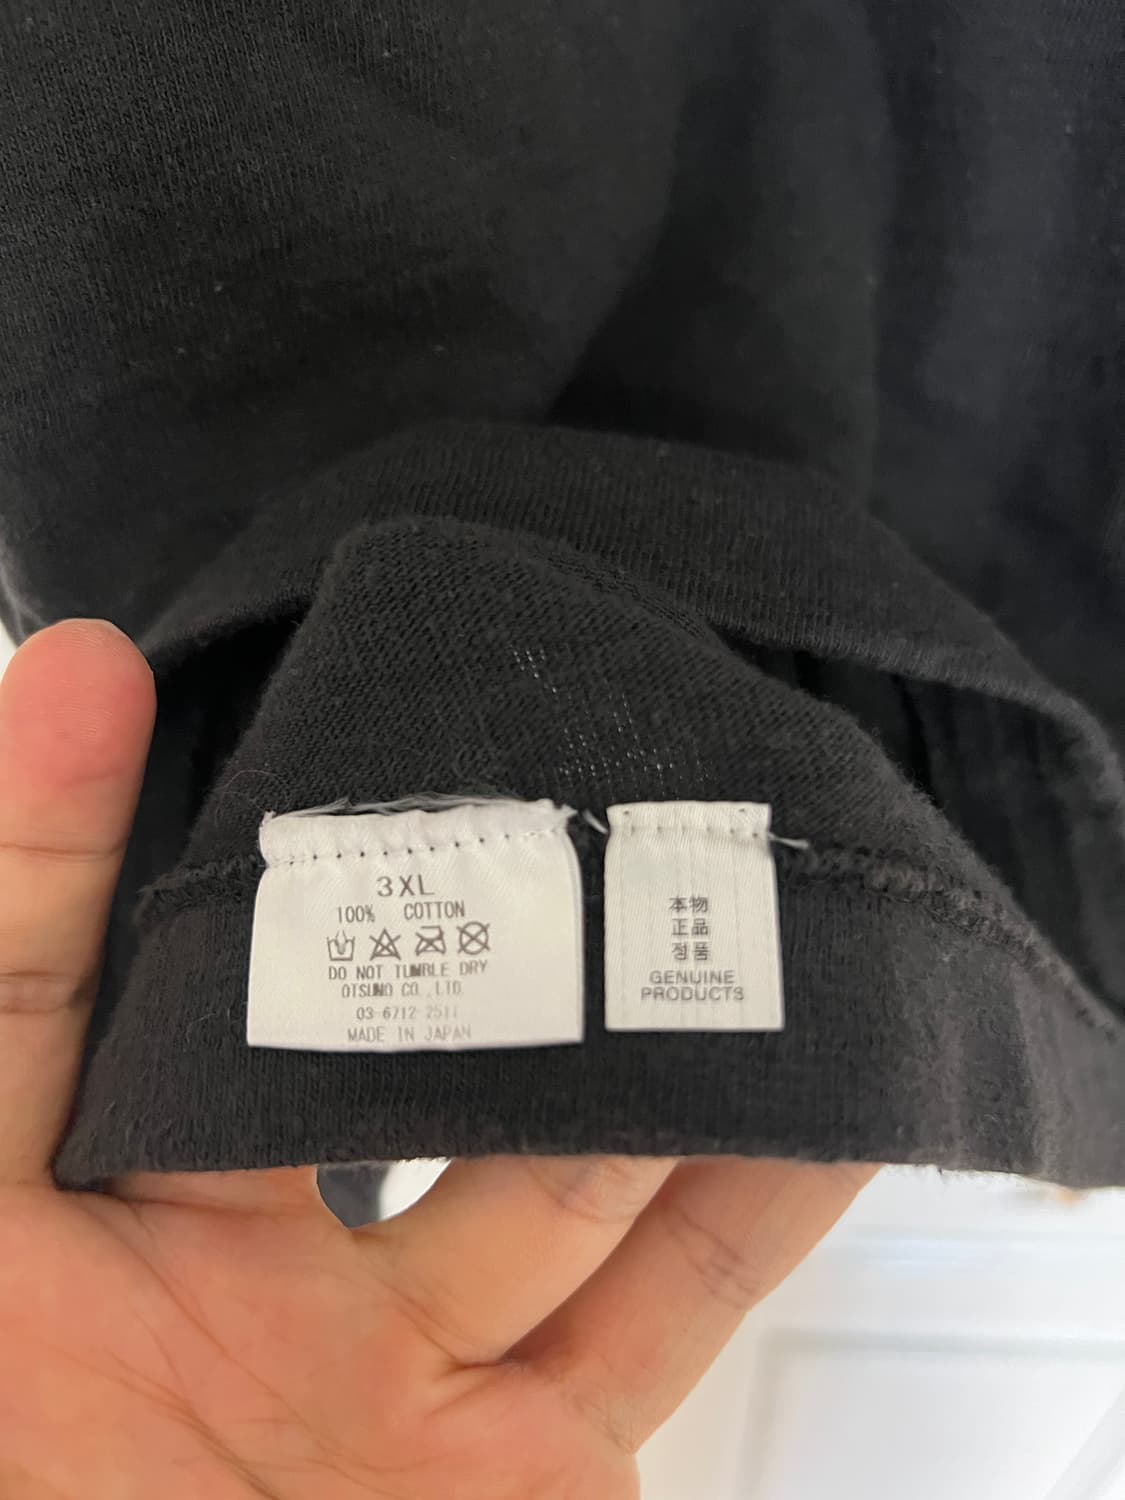 3XL
100% COTTON
DO NOT TUMBLE DRY
OTSUNO CO.,LTD.
03-6712-2511
MADE IN JAPAN
本物
正品
정품
GENUINE
PRODUCTS